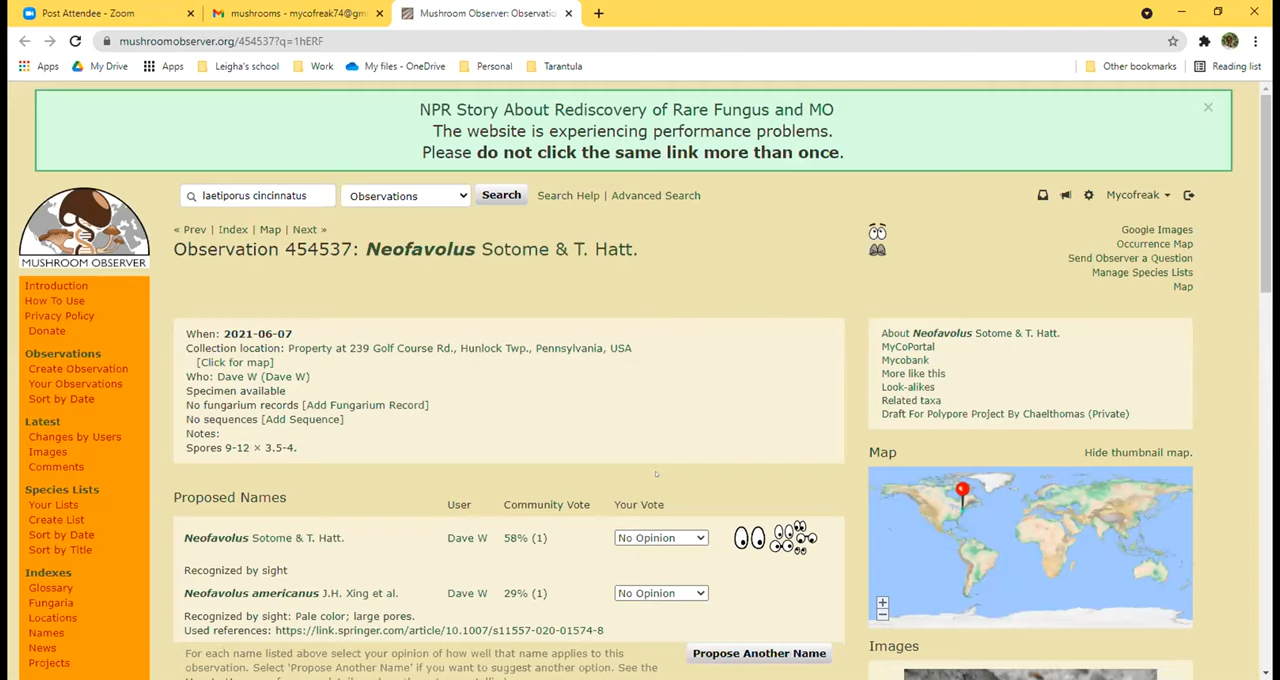 Post Attendee - Zoom
mushrooms - mycofreak74@gm
Mushroom Observer: Observatio
mushroomobserver.org/454537?q=1hERF
Apps My Drive Apps Leigha's school Work My files - OneDrive Personal Tarantula Other bookmarks Reading list
NPR Story About Rediscovery of Rare Fungus and MO
The website is experiencing performance problems.
Please do not click the same link more than once.
laetiporus cincinnatus Observations Search Search Help | Advanced Search Mycofreak
MUSHROOM OBSERVER
« Prev | Index | Map | Next »
Observation 454537: Neofavolus Sotome & T. Hatt.
Google Images
Occurrence Map
Send Observer a Question
Manage Species Lists
Map
Introduction
How To Use
Privacy Policy
Donate
Observations
Create Observation
Your Observations
Sort by Date
Latest
Changes by Users
Images
Comments
Species Lists
Your Lists
Create List
Sort by Date
Sort by Title
Indexes
Glossary
Fungaria
Locations
Names
News
Projects
When: 2021-06-07
Collection location: Property at 239 Golf Course Rd., Hunlock Twp., Pennsylvania, USA
[Click for map]
Who: Dave W (Dave W)
Specimen available
No fungarium records [Add Fungarium Record]
No sequences [Add Sequence]
Notes:
Spores 9-12 × 3.5-4.
About Neofavolus Sotome & T. Hatt.
MyCoPortal
Mycobank
More like this
Look-alikes
Related taxa
Draft For Polypore Project By Chaelthomas (Private)
Map Hide thumbnail map.
Proposed Names User Community Vote Your Vote
Neofavolus Sotome & T. Hatt. Dave W 58% (1) No Opinion
Recognized by sight
Neofavolus americanus J.H. Xing et al. Dave W 29% (1) No Opinion
Recognized by sight: Pale color; large pores.
Used references: https://link.springer.com/article/10.1007/s11557-020-01574-8
For each name listed above select your opinion of how well that name applies to this
observation. Select 'Propose Another Name' if you want to suggest another option. See the
Propose Another Name
Images